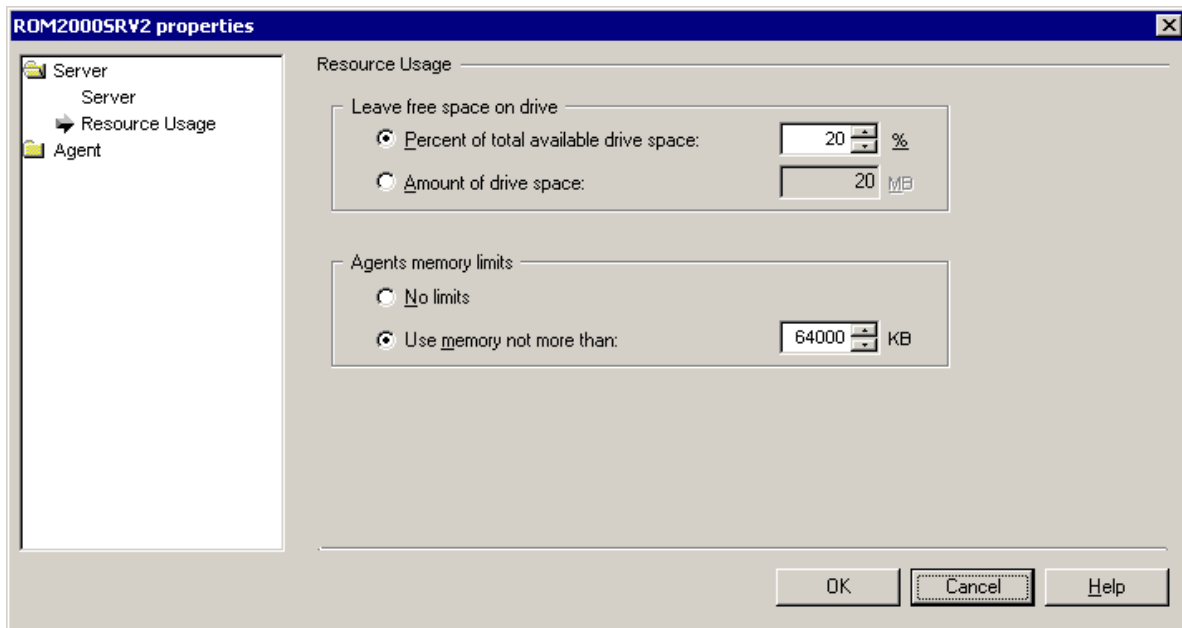 ROM2000SRV2 properties
Server
Server
Resource Usage
Agent
Resource Usage
Leave free space on drive
Percent of total available drive space: 20 %
Amount of drive space: 20 MB
Agents memory limits
No limits
Use memory not more than: 64000 KB
OK Cancel Help